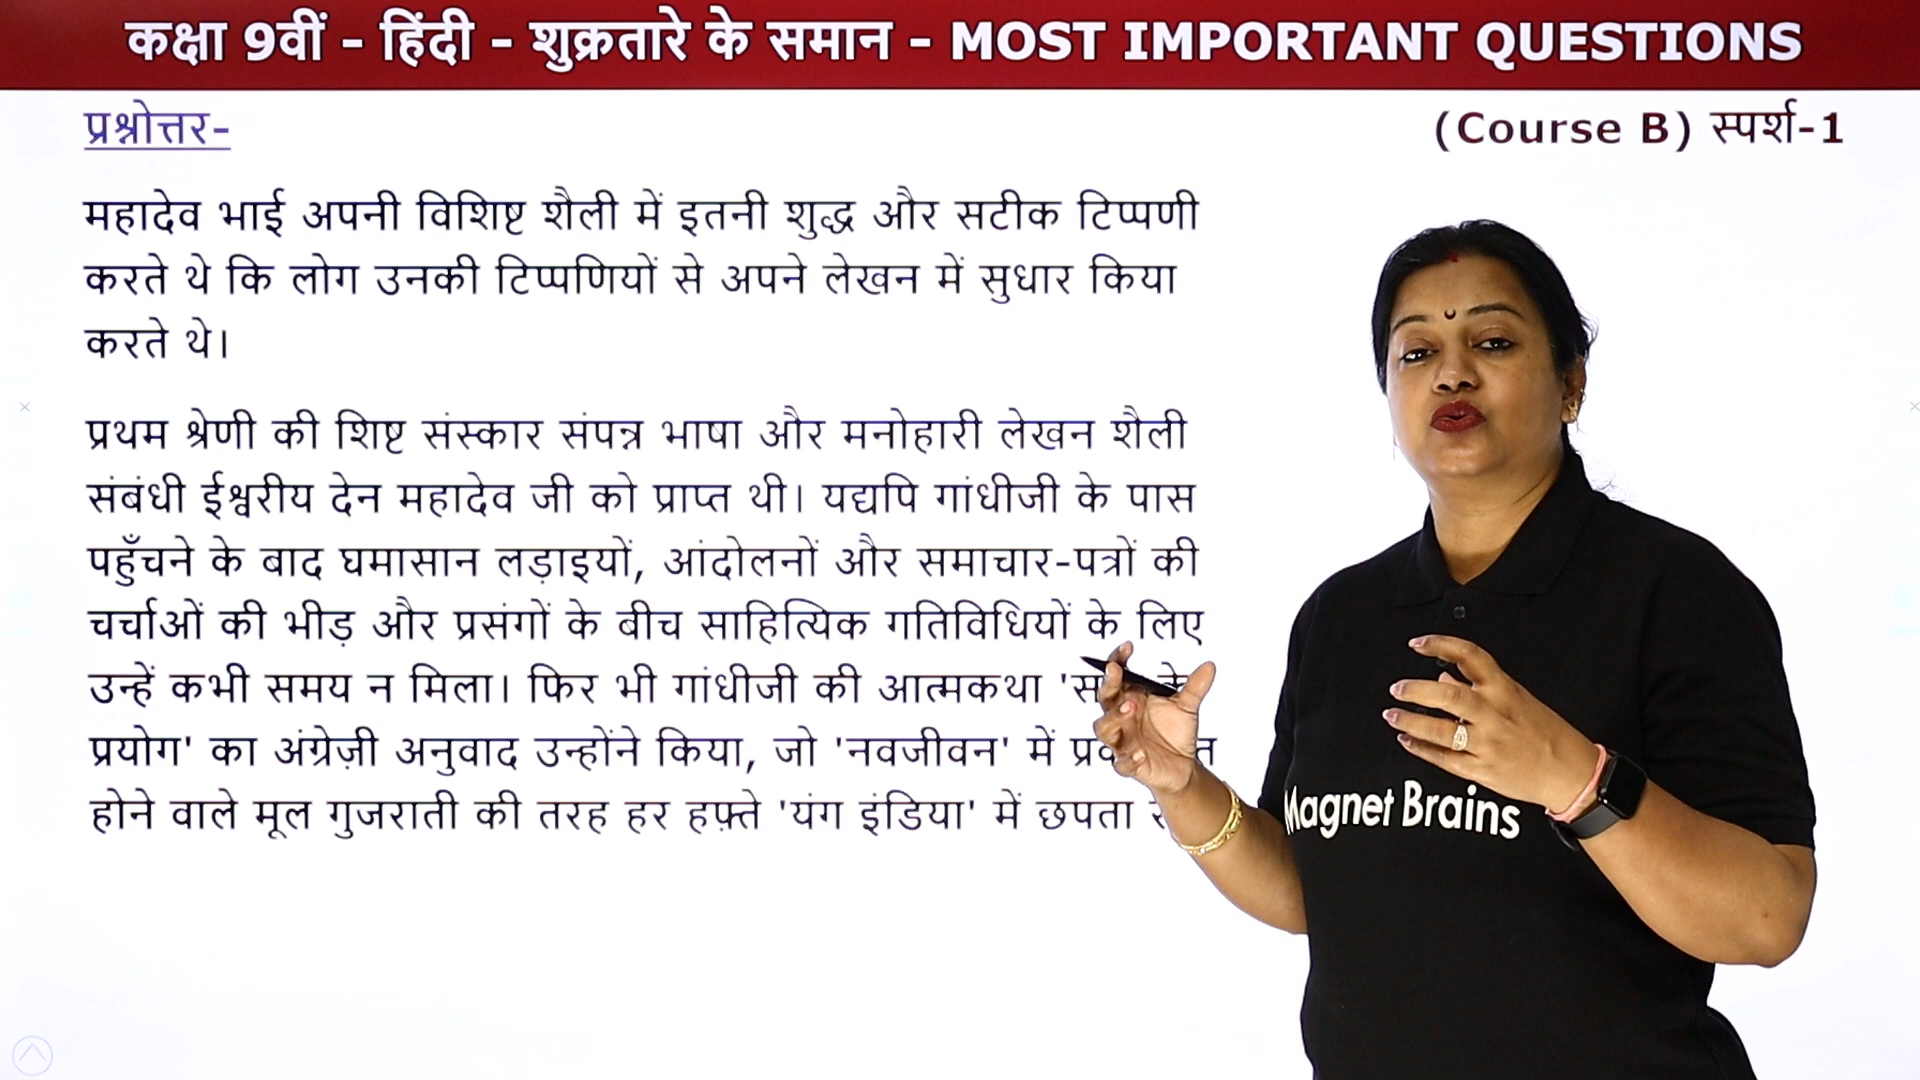 कक्षा 9वीं - हिंदी - शुक्रतारे के समान - MOST IMPORTANT QUESTIONS
प्रश्नोत्तर-
(Course B) स्पर्श-1
महादेव भाई अपनी विशिष्ट शैली में इतनी शुद्ध और सटीक टिप्पणी
करते थे कि लोग उनकी टिप्पणियों से अपने लेखन में सुधार किया
करते थे।
प्रथम श्रेणी की शिष्ट संस्कार संपन्न भाषा और मनोहारी लेखन शैली
संबंधी ईश्वरीय देन महादेव जी को प्राप्त थी। यद्यपि गांधीजी के पास
पहुँचने के बाद घमासान लड़ाइयों, आंदोलनों और समाचार-पत्रों की
चर्चाओं की भीड़ और प्रसंगों के बीच साहित्यिक गतिविधियों के लिए
उन्हें कभी समय न मिला। फिर भी गांधीजी की आत्मकथा
प्रयोग' का अंग्रेज़ी अनुवाद उन्होंने किया, जो 'नवजीवन' में
होने वाले मूल गुजराती की तरह हर हफ़्ते 'यंग इंडिया' में छपता
Magnet Brains